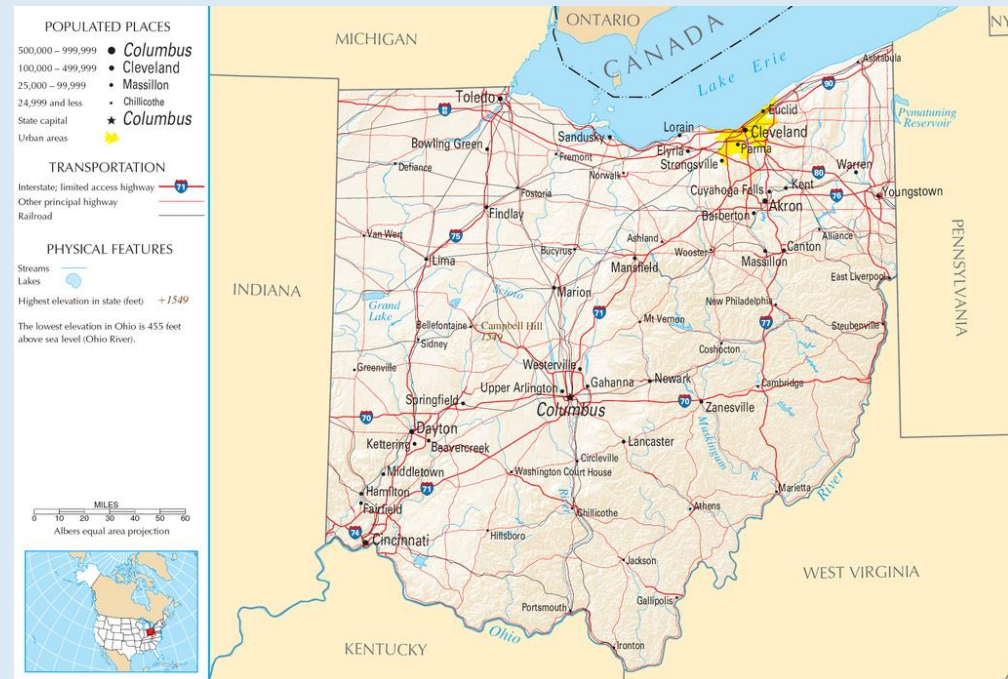 POPULATED PLACES
500,000 – 999,999 Columbus
100,000 – 499,999 Cleveland
25,000 – 99,999 Massillon
24,999 and less Chillicothe
State capital Columbus
Urban areas
TRANSPORTATION
Interstate; limited access highway 71
Other principal highway
Railroad
PHYSICAL FEATURES
Streams
Lakes
Highest elevation in state (feet) +1549
The lowest elevation in Ohio is 455 feet
above sea level (Ohio River).
MILES
0 10 20 30 40 50 60
Albers equal area projection
ONTARIO
NY
MICHIGAN
CANADA
Lake Erie
Ashtabula
90
Toledo
Euclid
Pymatuning
Reservoir
Cleveland
Lorain
Sandusky
Bowling Green
Elyria
Parma
Fremont
Strongsville
Defiance
Norwalk
Warren
80
Kent
Cuyahoga Falls
76
Youngstown
Fostoria
Akron
Findlay
Barberton
Van Wert
75
Alliance
Ashland
Bucyrus
Wooster
Canton
Lima
Mansfield
Massillon
East Liverpool
INDIANA
Marion
Scioto
Grand
Lake
New Philadelphia
PENNSYLVANIA
71
Mt Vernon
77
Bellefontaine
+ Campbell Hill
1549
Steubenville
Sidney
Coshocton
Westerville
Greenville
Newark
Gahanna
Upper Arlington
Cambridge
Springfield
70
Columbus
Zanesville
70
Dayton
Muskingum
R
Kettering
Beavercreek
Lancaster
Circleville
Middletown
Washington Court House
71
Hamilton
Marietta
River
Fairfield
River
Chillicothe
Athens
74
Cincinnati
Hillsboro
Jackson
WEST VIRGINIA
Gallipolis
Portsmouth
Ohio
KENTUCKY
Ironton